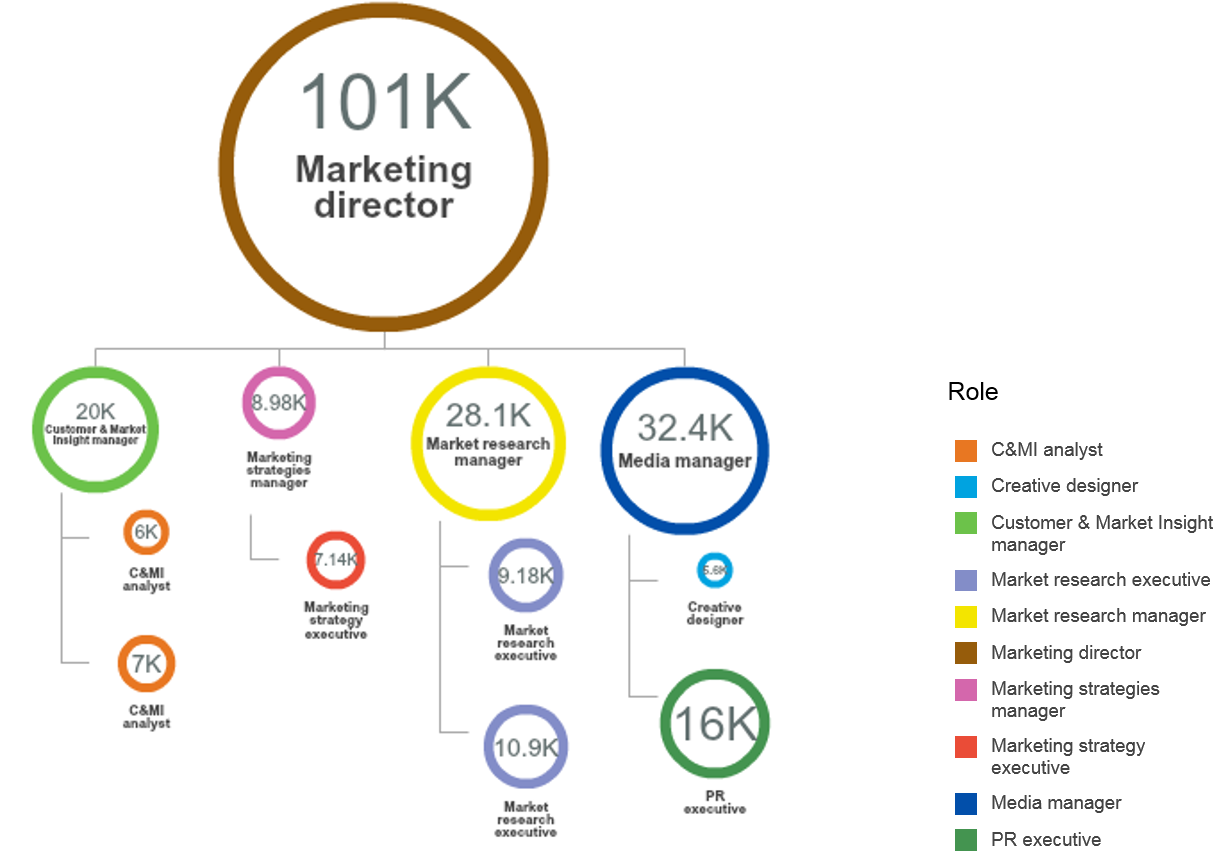 101K
Marketing
director
20K
Customer & Market
Insight manager
8.98K
Marketing
strategies
manager
28.1K
Market research
manager
32.4K
Media manager
6K
C&MI
analyst
7K
C&MI
analyst
7.14K
Marketing
strategy
executive
9.18K
Market
research
executive
10.9K
Market
research
executive
5.6K
Creative
designer
16K
PR
executive
Role
C&MI analyst
Creative designer
Customer & Market Insight
manager
Market research executive
Market research manager
Marketing director
Marketing strategies
manager
Marketing strategy
executive
Media manager
PR executive